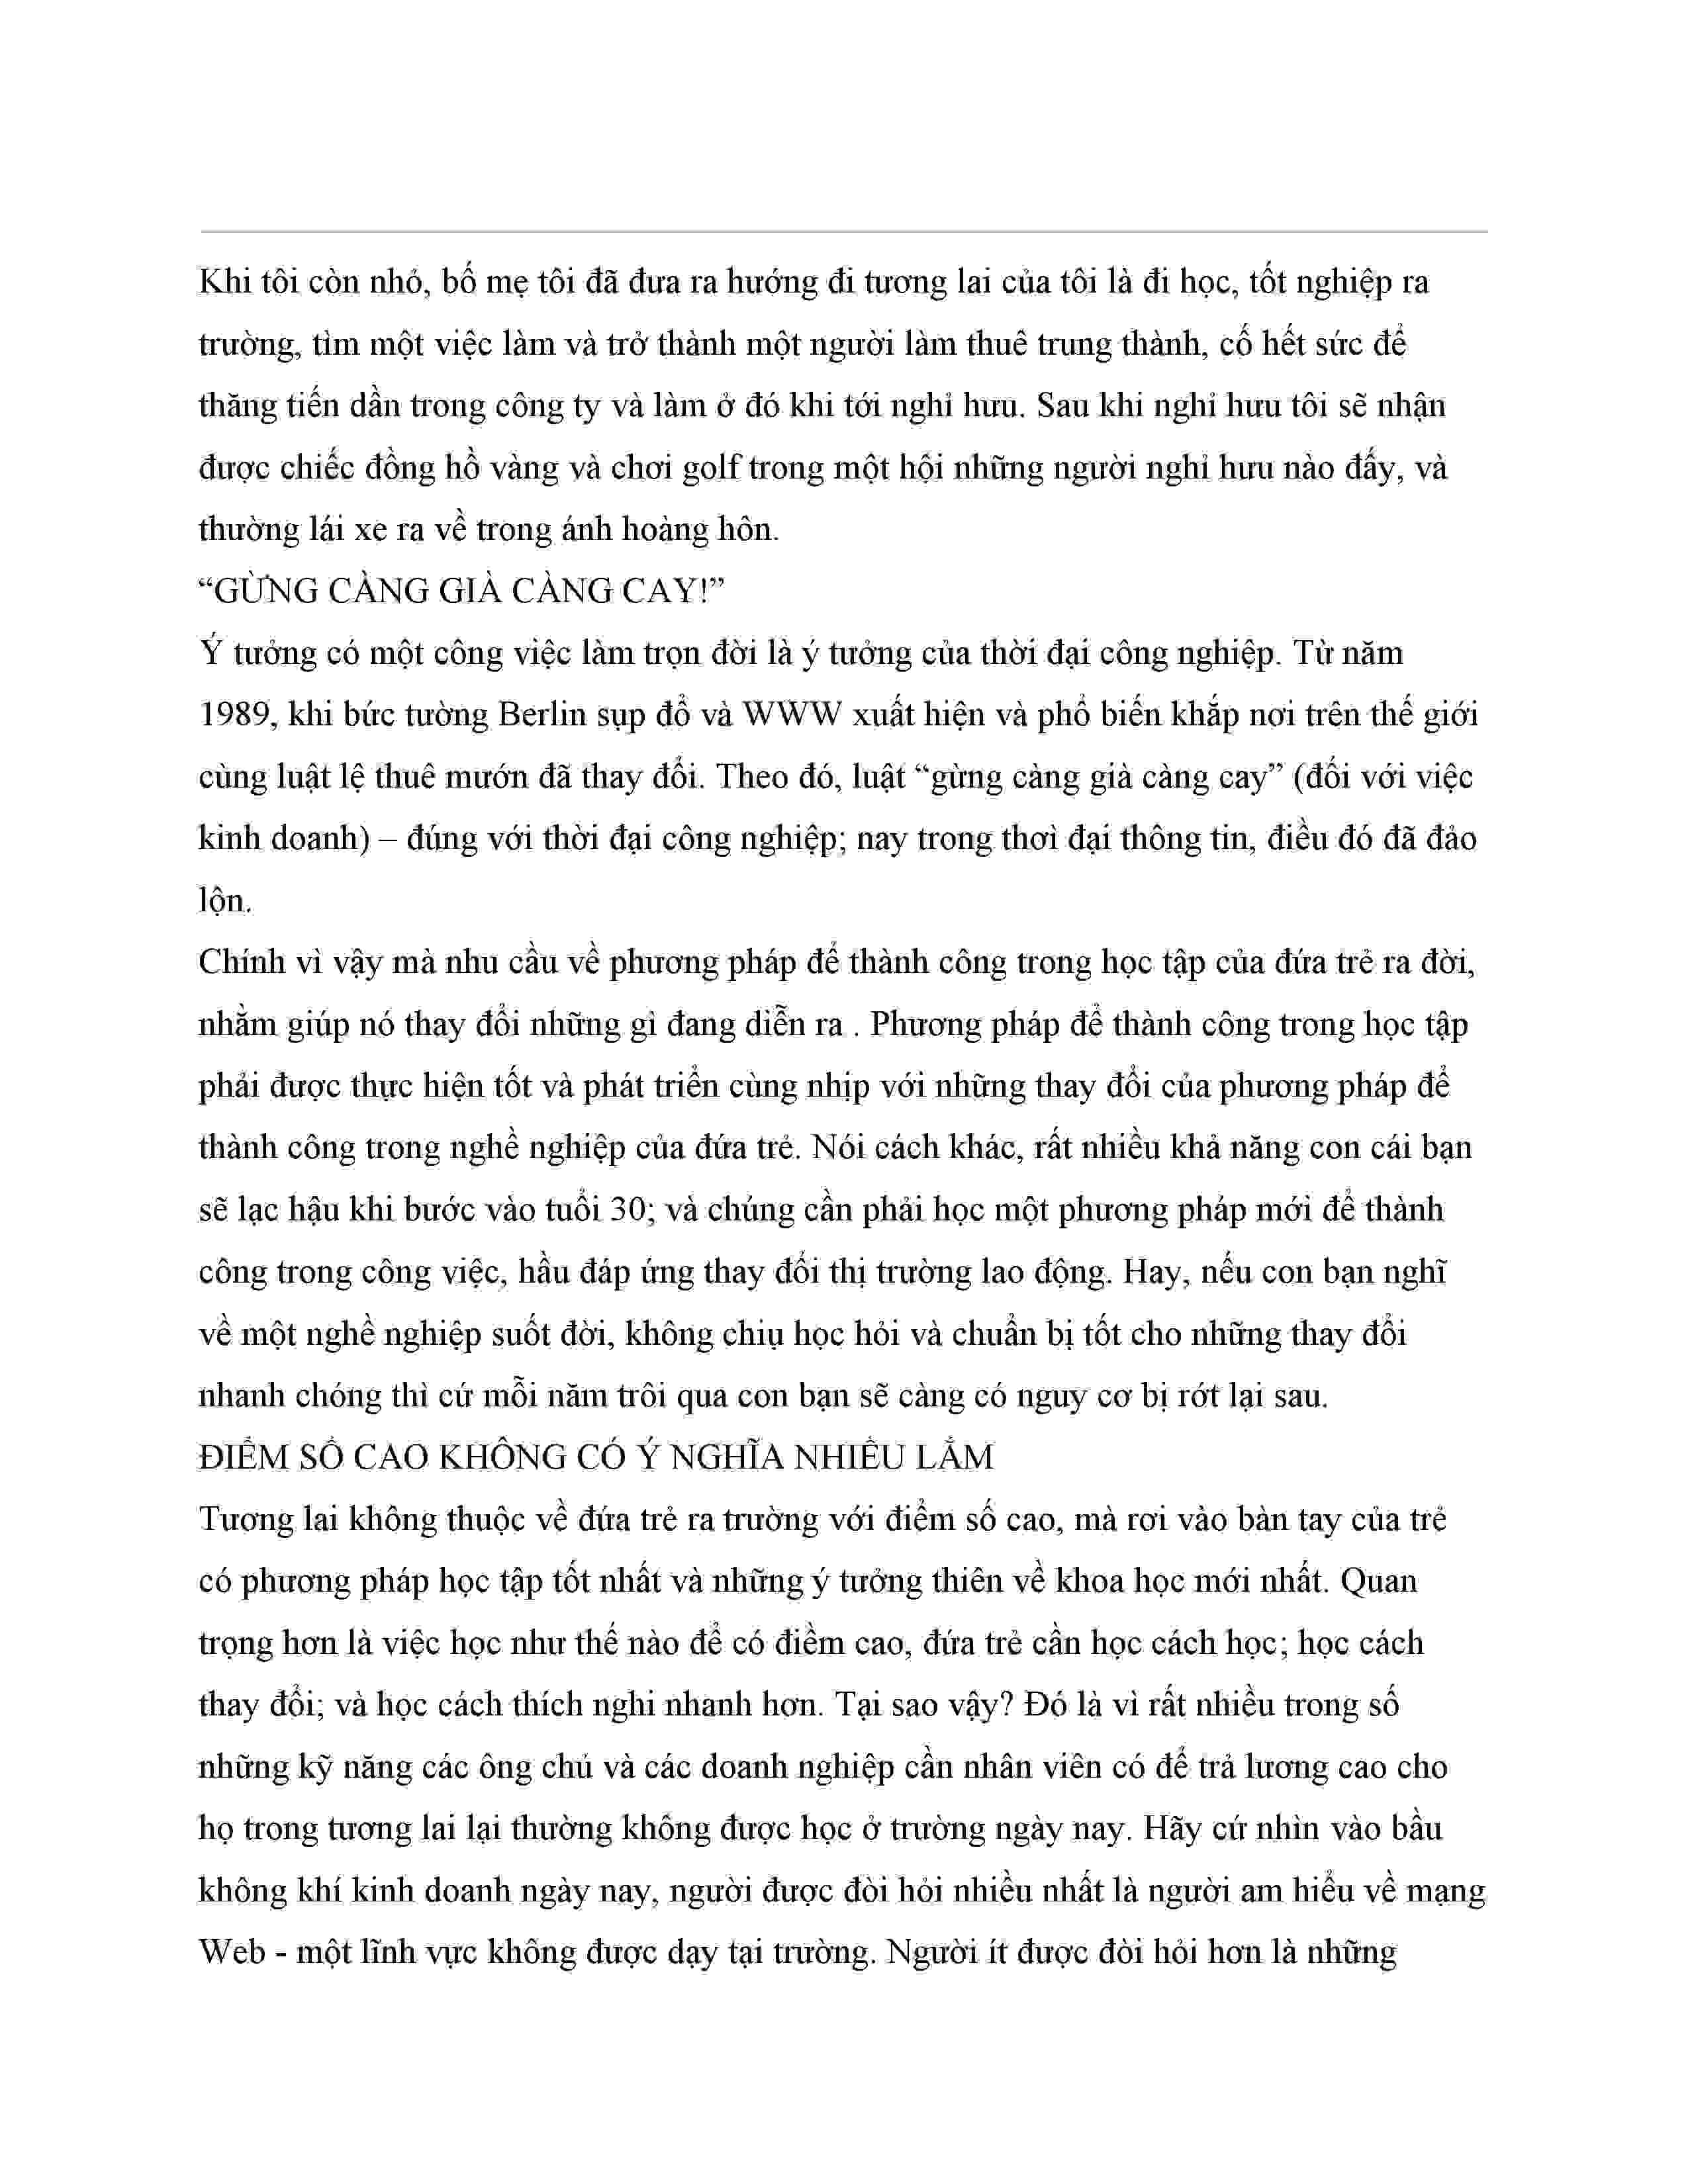 Khi tôi còn nhỏ, bố mẹ tôi đã đưa ra hướng đi tương lai của tôi là đi học, tốt nghiệp ra
trường, tìm một việc làm và trở thành một người làm thuê trung thành, cố hết sức để
thăng tiến dần trong công ty và làm ở đó khi tới nghỉ hưu. Sau khi nghỉ hưu tôi sẽ nhận
được chiếc đồng hồ vàng và chơi golf trong một hội những người nghỉ hưu nào đấy, và
thường lái xe ra về trong ánh hoàng hôn.
“GỪNG CÀNG GIÀ CÀNG CAY!”
Ý tưởng có một công việc làm trọn đời là ý tưởng của thời đại công nghiệp. Từ năm
1989, khi bức tường Berlin sụp đổ và WWW xuất hiện và phổ biến khắp nơi trên thế giới
cùng luật lệ thuê mướn đã thay đổi. Theo đó, luật “gừng càng già càng cay” (đối với việc
kinh doanh) – đúng với thời đại công nghiệp; nay trong thơì đại thông tin, điều đó đã đảo
lộn.
Chính vì vậy mà nhu cầu về phương pháp để thành công trong học tập của đứa trẻ ra đời,
nhằm giúp nó thay đổi những gì đang diễn ra . Phương pháp để thành công trong học tập
phải được thực hiện tốt và phát triển cùng nhịp với những thay đổi của phương pháp để
thành công trong nghề nghiệp của đứa trẻ. Nói cách khác, rất nhiều khả năng con cái bạn
sẽ lạc hậu khi bước vào tuổi 30; và chúng cần phải học một phương pháp mới để thành
công trong công việc, hầu đáp ứng thay đổi thị trường lao động. Hay, nếu con bạn nghĩ
về một nghề nghiệp suốt đời, không chiụ học hỏi và chuẩn bị tốt cho những thay đổi
nhanh chóng thì cứ mỗi năm trôi qua con bạn sẽ càng có nguy cơ bị rớt lại sau.
ĐIỂM SỐ CAO KHÔNG CÓ Ý NGHĨA NHIỀU LẮM
Tương lai không thuộc về đứa trẻ ra trường với điểm số cao, mà rơi vào bàn tay của trẻ
có phương pháp học tập tốt nhất và những ý tưởng thiên về khoa học mới nhất. Quan
trọng hơn là việc học như thế nào để có điềm cao, đứa trẻ cần học cách học; học cách
thay đổi; và học cách thích nghi nhanh hơn. Tại sao vậy? Đó là vì rất nhiều trong số
những kỹ năng các ông chủ và các doanh nghiệp cần nhân viên có để trả lương cao cho
họ trong tương lai lại thường không được học ở trường ngày nay. Hãy cứ nhìn vào bầu
không khí kinh doanh ngày nay, người được đòi hỏi nhiều nhất là người am hiểu về mạng
Web - một lĩnh vực không được dạy tại trường. Người ít được đòi hỏi hơn là những